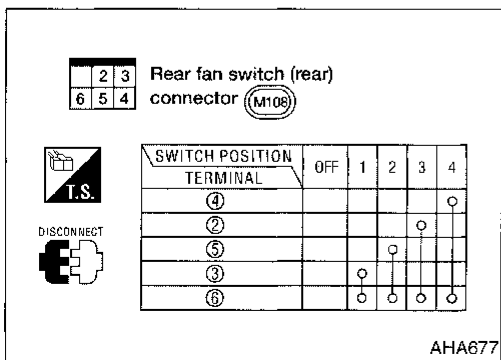 2 3 Rear fan switch (rear)
6 5 4 connector M108
T.S.
SWITCH POSITION OFF 1 2 3 4
TERMINAL
④
②
⑤
③
⑥
DISCONNECT
AHA677